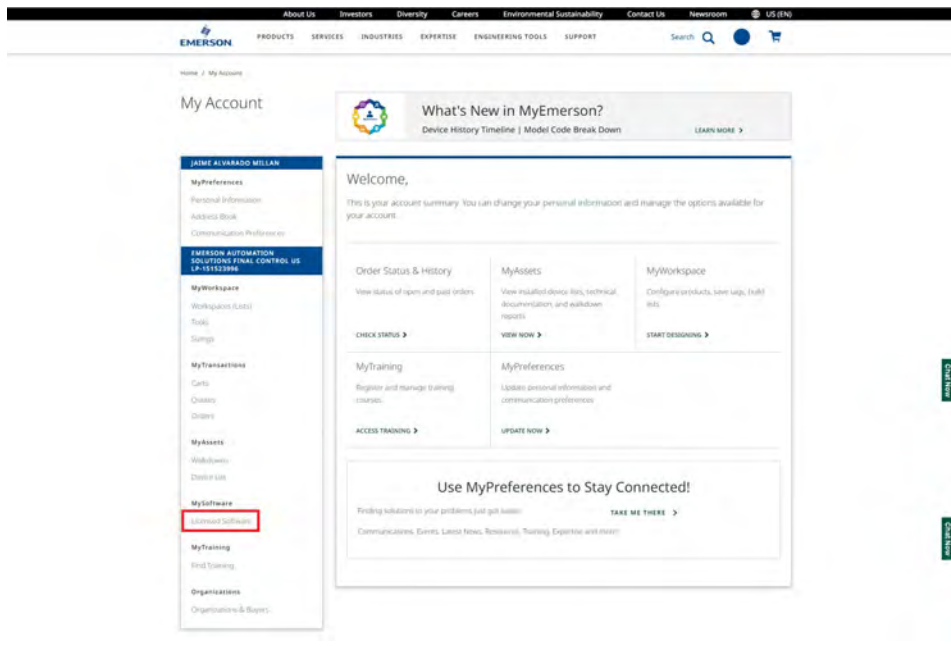 About Us Investors Diversity Careers Environmental Sustainability Contact Us Newsroom US (EN)
EMERSON PRODUCTS SERVICES INDUSTRIES EXPERTISE ENGINEERING TOOLS SUPPORT Search
Home / My Account
My Account
What's New in MyEmerson?
Device History Timeline | Model Code Break Down LEARN MORE >
JAIME ALVARADO MILLAN
MyPreferences
Personal Information
Address Book
Communication Preferences
EMERSON AUTOMATION
SOLUTIONS FINAL CONTROL US
LP-151523996
MyWorkspace
Workspaces (Lists)
Tools
Sizings
MyTransactions
Carts
Quotes
Orders
MyAssets
Walkdowns
Device List
MySoftware
Licensed Software
MyTraining
Find Training
Organizations
Organizations & Buyers
Welcome,
This is your account summary. You can change your personal information and manage the options available for
your account.
Order Status & History
View status of open and past orders
CHECK STATUS >
MyAssets
View installed device lists, technical
documentation, and walkdown
reports
VIEW NOW >
MyWorkspace
Configure products, save tags, build
lists
START DESIGNING >
MyTraining
Register and manage training
courses.
ACCESS TRAINING >
MyPreferences
Update personal information and
communication preferences
UPDATE NOW >
Use MyPreferences to Stay Connected!
Finding solutions to your problems just got easier. TAKE ME THERE >
Communications, Events, Latest News, Resources, Training, Expertise and more!
Chat Now
Chat Now